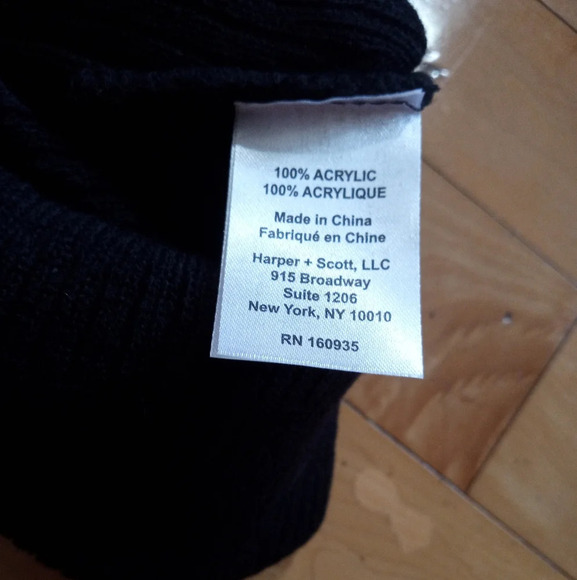 100% ACRYLIC
100% ACRYLIQUE
Made in China
Fabriqué en Chine
Harper + Scott, LLC
915 Broadway
Suite 1206
New York, NY 10010
RN 160935